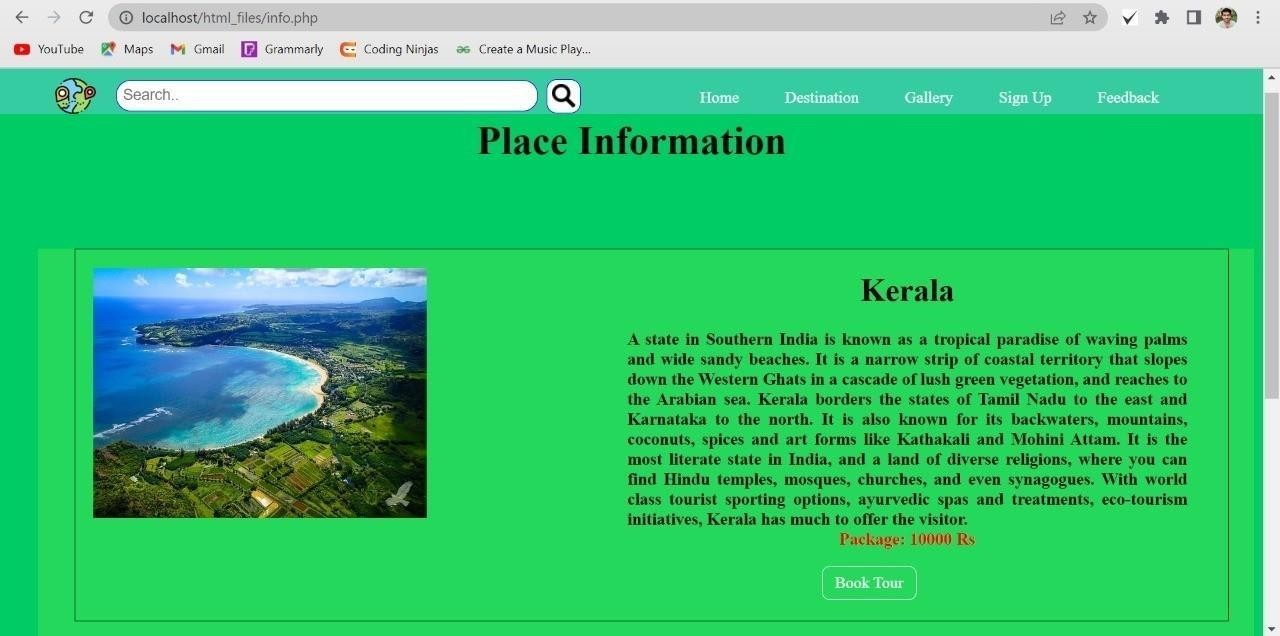 localhost/html_files/info.php
YouTube Maps Gmail Grammarly Coding Ninjas Create a Music Play...
Search.. Home Destination Gallery Sign Up Feedback
Place Information
Kerala
A state in Southern India is known as a tropical paradise of waving palms
and wide sandy beaches. It is a narrow strip of coastal territory that slopes
down the Western Ghats in a cascade of lush green vegetation, and reaches to
the Arabian sea. Kerala borders the states of Tamil Nadu to the east and
Karnataka to the north. It is also known for its backwaters, mountains,
coconuts, spices and art forms like Kathakali and Mohini Attam. It is the
most literate state in India, and a land of diverse religions, where you can
find Hindu temples, mosques, churches, and even synagogues. With world
class tourist sporting options, ayurvedic spas and treatments, eco-tourism
initiatives, Kerala has much to offer the visitor.
Package: 10000 Rs
Book Tour